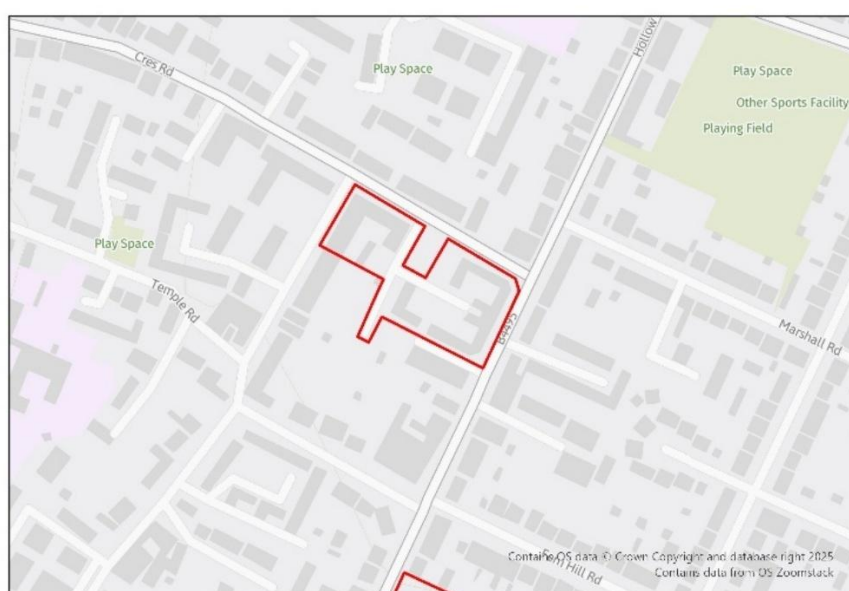 Hollow
Cres Rd
Play Space
Play Space
Other Sports Facility
Playing Field
Play Space
Temple Rd
B4495
Marshall Rd
Contains OS data © Crown Copyright and database right 2025
Hill Rd
Contains data from OS Zoomstack